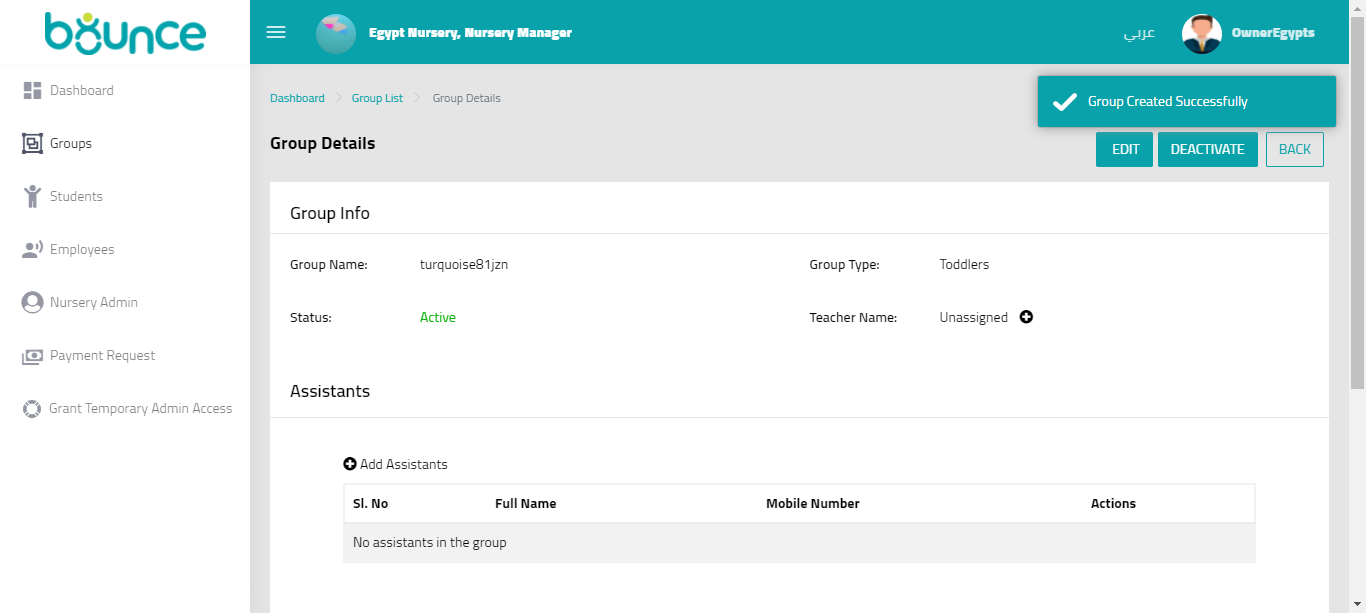 bounce
Egypt Nursery, Nursery Manager
عربي
OwnerEgypts
Dashboard
Groups
Students
Employees
Nursery Admin
Payment Request
Grant Temporary Admin Access
Dashboard
Group List
Group Details
Group Created Successfully
Group Details
EDIT
DEACTIVATE
BACK
Group Info
Group Name:
turquoise81jzn
Group Type:
Toddlers
Status:
Active
Teacher Name:
Unassigned
Assistants
Add Assistants
Sl. No Full Name Mobile Number Actions
No assistants in the group